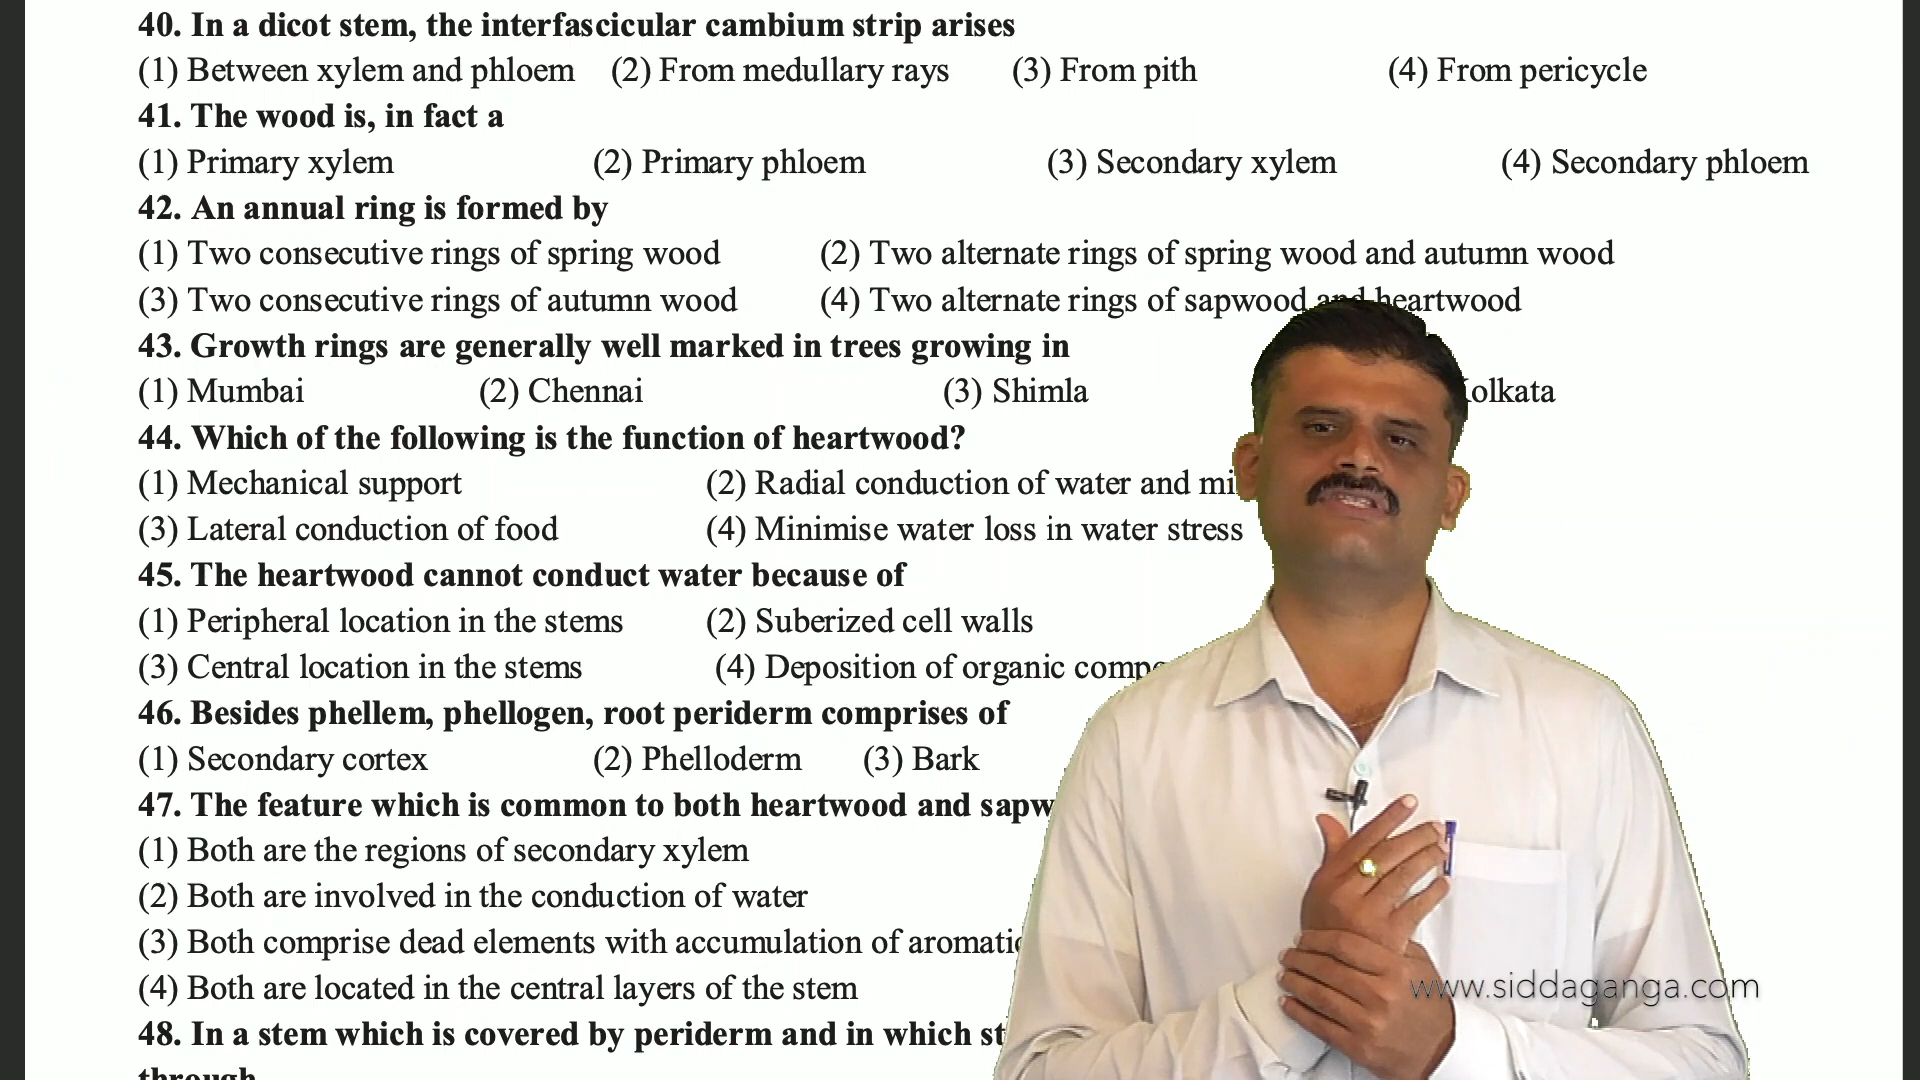 40. In a dicot stem, the interfascicular cambium strip arises
(1) Between xylem and phloem (2) From medullary rays (3) From pith (4) From pericycle
41. The wood is, in fact a
(1) Primary xylem (2) Primary phloem (3) Secondary xylem (4) Secondary phloem
42. An annual ring is formed by
(1) Two consecutive rings of spring wood (2) Two alternate rings of spring wood and autumn wood
(3) Two consecutive rings of autumn wood (4) Two alternate rings of sapwood and heartwood
43. Growth rings are generally well marked in trees growing in
(1) Mumbai (2) Chennai (3) Shimla Kolkata
44. Which of the following is the function of heartwood?
(1) Mechanical support (2) Radial conduction of water and
(3) Lateral conduction of food (4) Minimise water loss in water stress
45. The heartwood cannot conduct water because of
(1) Peripheral location in the stems (2) Suberized cell walls
(3) Central location in the stems (4) Deposition of organic
46. Besides phellem, phellogen, root periderm comprises of
(1) Secondary cortex (2) Phelloderm (3) Bark
47. The feature which is common to both heartwood and
(1) Both are the regions of secondary xylem
(2) Both are involved in the conduction of water
(3) Both comprise dead elements with accumulation of
(4) Both are located in the central layers of the stem
www.siddaganga.com
48. In a stem which is covered by periderm and in which
through